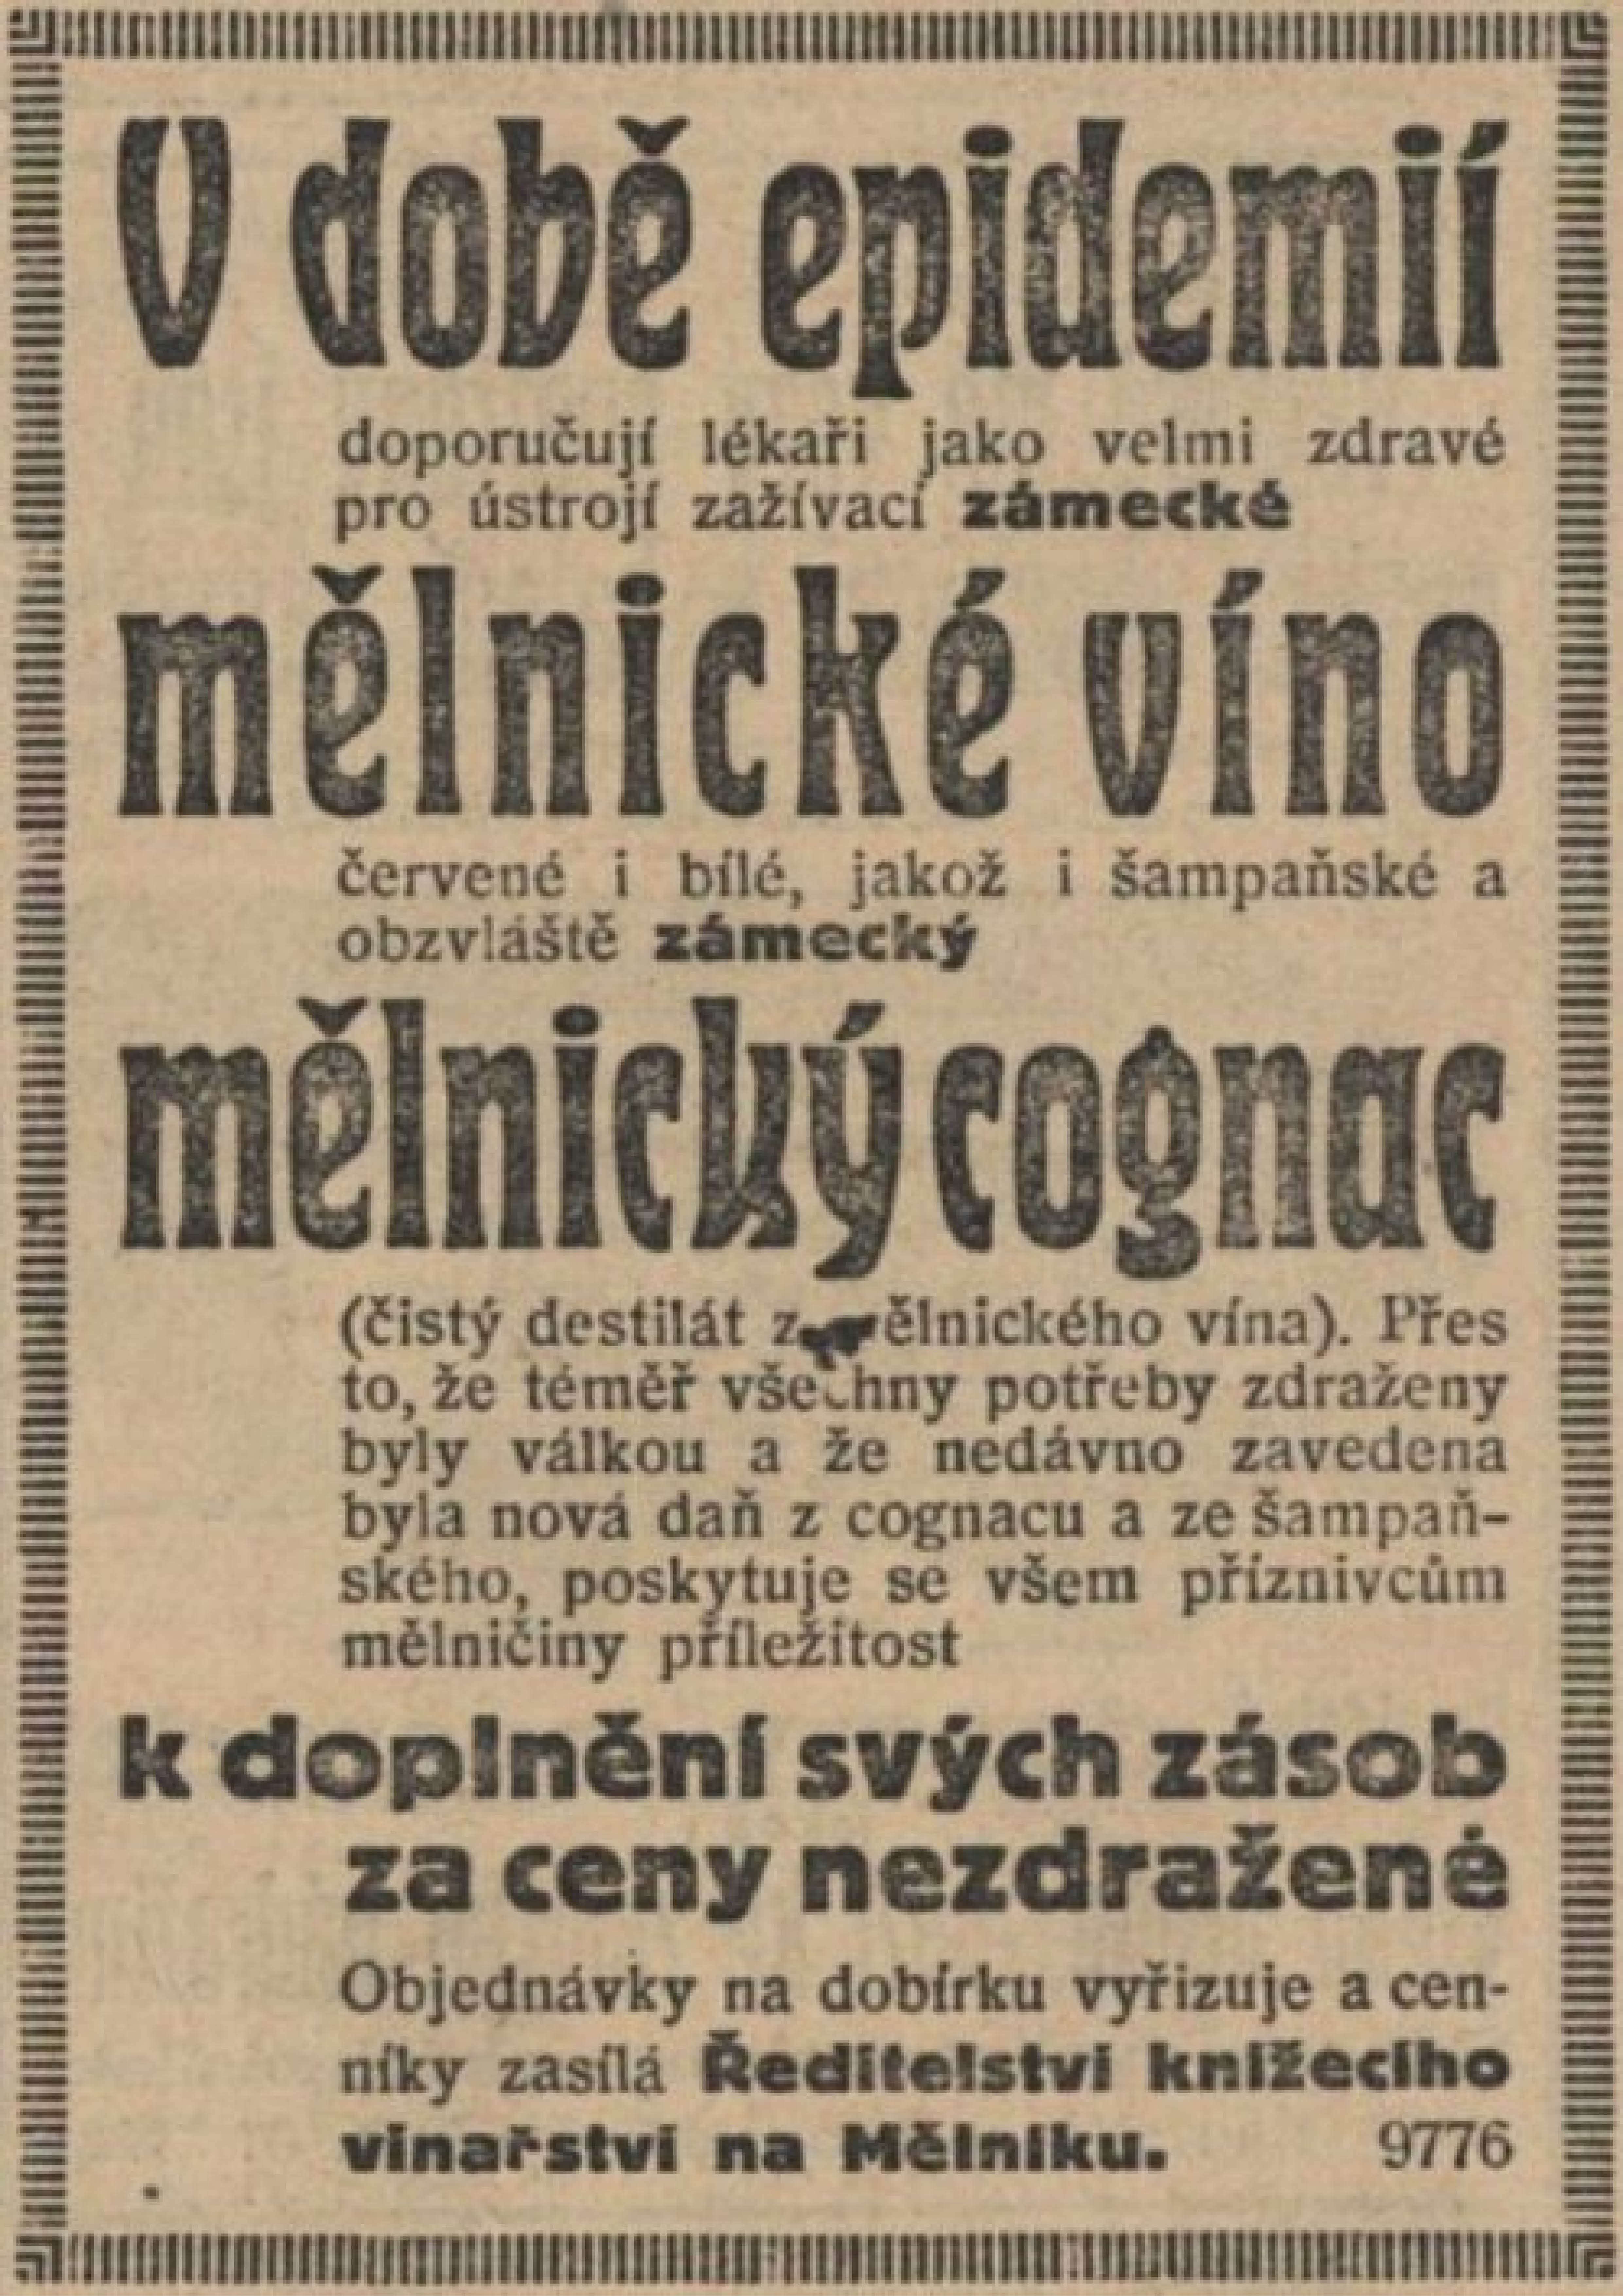 V době epidemií
doporučují lékaři jako velmi zdravé
pro ústrojí zažívací zámecké
mělnické víno
červené i bílé, jakož i šampaňské a
obzvláště zámecký
mělnický cognac
(čistý destilát z mělnického vína). Přes
to, že téměř všechny potřeby zdraženy
byly válkou a že nedávno zavedena
byla nová daň z cognacu a ze šampaň-
ského, poskytuje se všem příznivcům
mělničiny příležitost
k doplnění svých zásob
za ceny nezdražené
Objednávky na dobírku vyřizuje a cen-
níky zasílá Ředitelství knížecího
vinařství na Mělníku. 9776